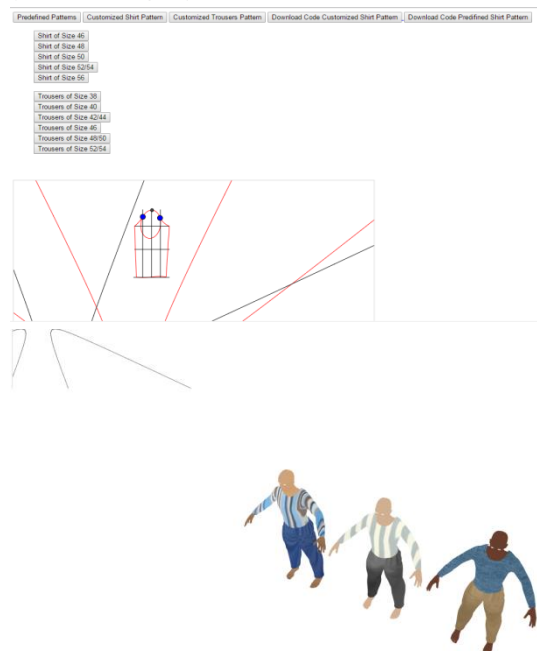 Predefined Patterns Customized Shirt Pattern Customized Trousers Pattern Download Code Customized Shirt Pattern Download Code Predifined Shirt Pattern
Shirt of Size 46
Shirt of Size 48
Shirt of Size 50
Shirt of Size 52/54
Shirt of Size 56
Trousers of Size 38
Trousers of Size 40
Trousers of Size 42/44
Trousers of Size 46
Trousers of Size 48/50
Trousers of Size 52/54